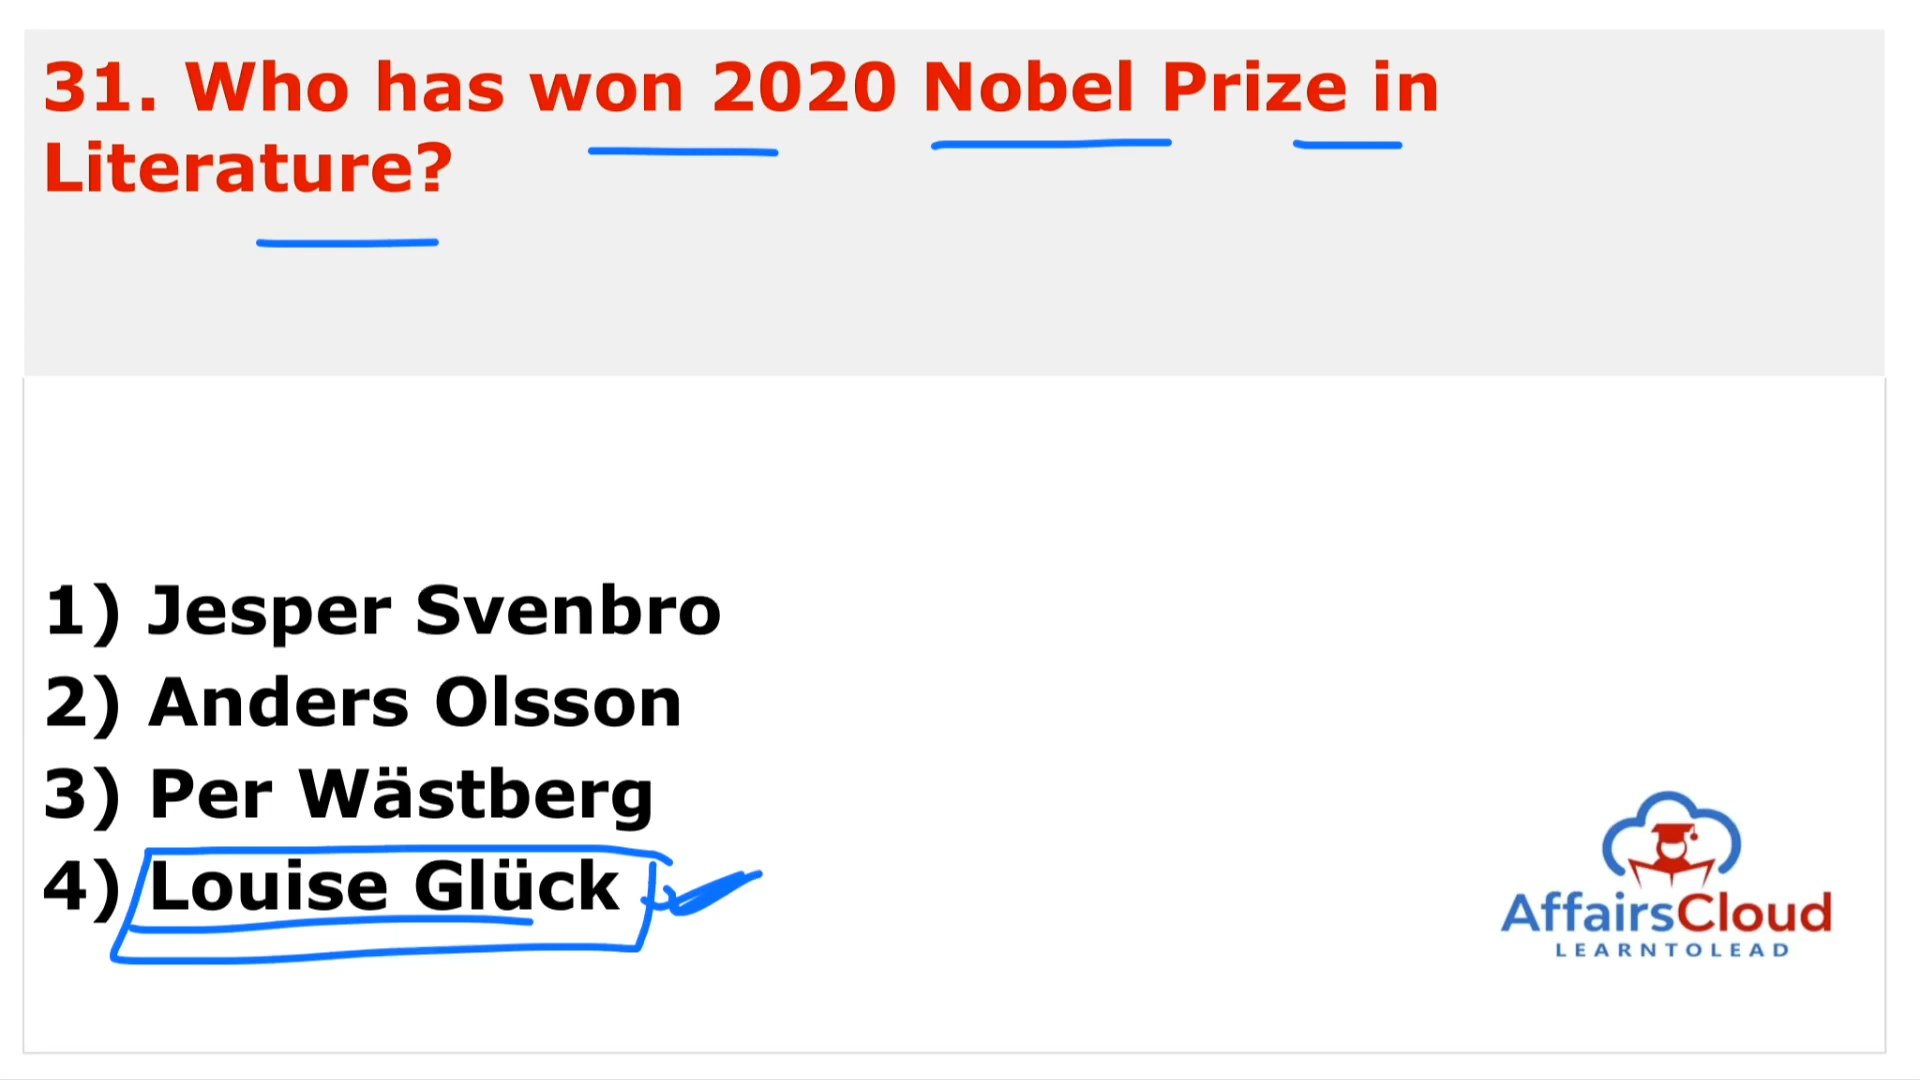 31. Who has won 2020 Nobel Prize in
Literature?
1) Jesper Svenbro
2) Anders Olsson
3) Per Wästberg
4) Louise Glück
AffairsCloud
LEARNTOLEAD